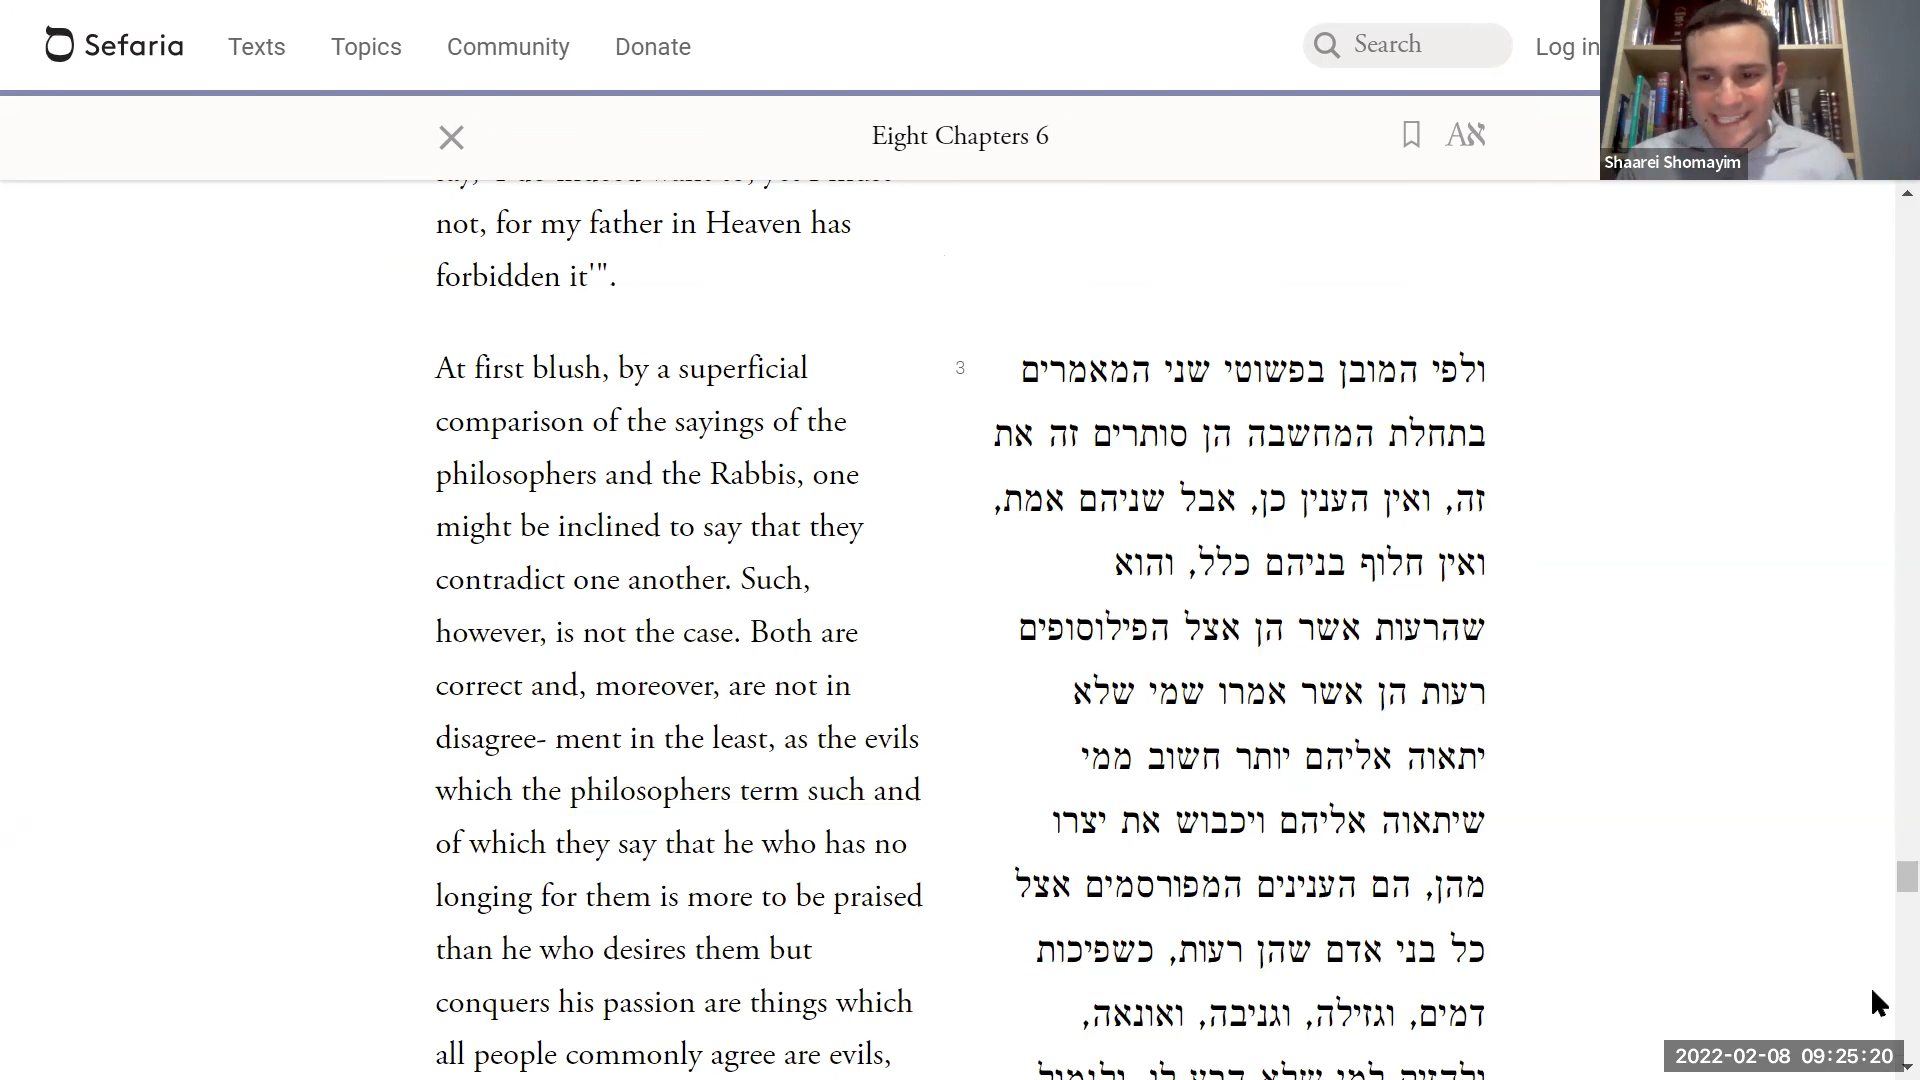 Sefaria Texts Topics Community Donate Search Log in
Eight Chapters 6
Shaarei Shomayim
not, for my father in Heaven has
forbidden it'".
At first blush, by a superficial
comparison of the sayings of the
philosophers and the Rabbis, one
might be inclined to say that they
contradict one another. Such,
however, is not the case. Both are
correct and, moreover, are not in
disagree- ment in the least, as the evils
which the philosophers term such and
of which they say that he who has no
longing for them is more to be praised
than he who desires them but
conquers his passion are things which
all people commonly agree are evils,
3
ולפי המובן בפשוטי שני המאמרים
בתחלת המחשבה הן סותרים זה את
זה, ואין הענין כן, אבל שניהם אמת,
ואין חלוף בניהם כלל, והוא
שהרעות אשר הן אצל הפילוסופים
רעות הן אשר אמרו שמי שלא
יתאוה אליהם יותר חשוב ממי
שיתאוה אליהם ויכבוש את יצרו
מהן, הם הענינים המפורסמים אצל
כל בני אדם שהן רעות, כשפיכות
דמים, וגזילה, וגניבה, ואונאה,
2022-02-08 09:25:20